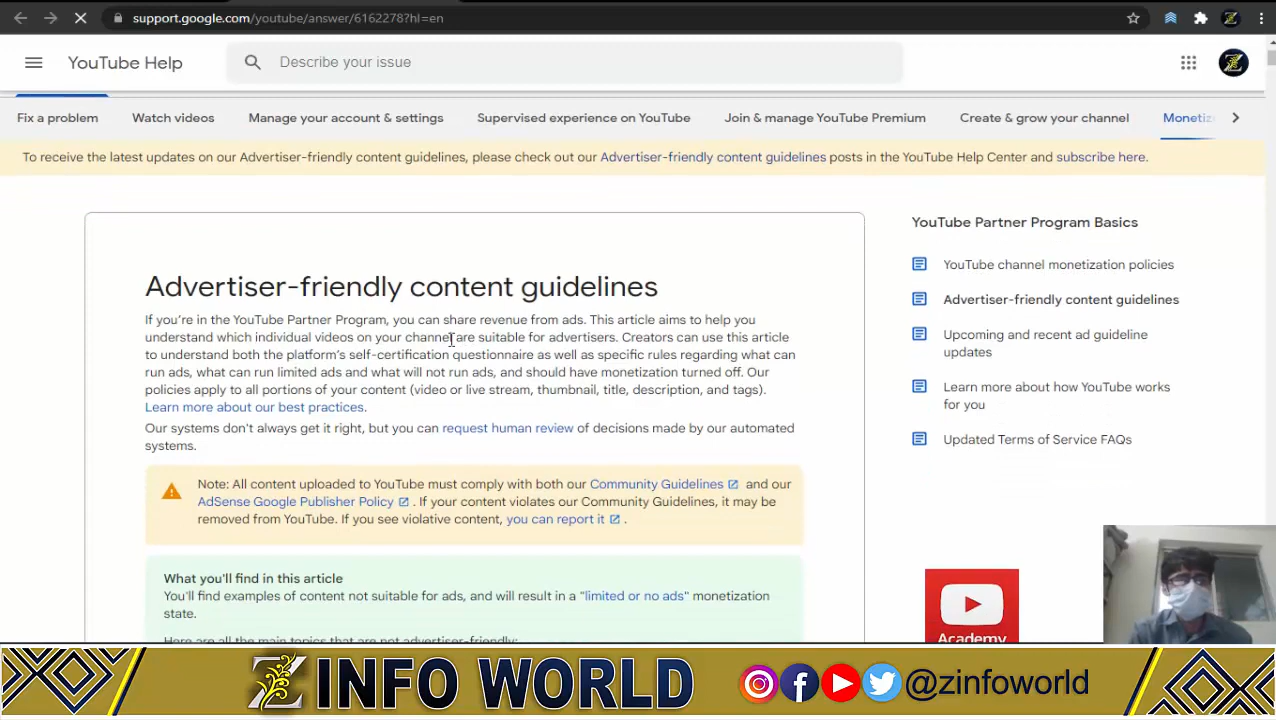 support.google.com/youtube/answer/6162278?hl=en
YouTube Help
Describe your issue
Fix a problem
Watch videos
Manage your account & settings
Supervised experience on YouTube
Join & manage YouTube Premium
Create & grow your channel
Monetiz
To receive the latest updates on our Advertiser-friendly content guidelines, please check out our Advertiser-friendly content guidelines posts in the YouTube Help Center and subscribe here.
Advertiser-friendly content guidelines
If you're in the YouTube Partner Program, you can share revenue from ads. This article aims to help you
understand which individual videos on your channel are suitable for advertisers. Creators can use this article
to understand both the platform's self-certification questionnaire as well as specific rules regarding what can
run ads, what can run limited ads and what will not run ads, and should have monetization turned off. Our
policies apply to all portions of your content (video or live stream, thumbnail, title, description, and tags).
Learn more about our best practices.
Our systems don't always get it right, but you can request human review of decisions made by our automated
systems.
Note: All content uploaded to YouTube must comply with both our Community Guidelines and our
AdSense Google Publisher Policy . If your content violates our Community Guidelines, it may be
removed from YouTube. If you see violative content, you can report it .
What you'll find in this article
You'll find examples of content not suitable for ads, and will result in a "limited or no ads" monetization
state.
Here are all the main topics that are not advertiser-friendly:
YouTube Partner Program Basics
YouTube channel monetization policies
Advertiser-friendly content guidelines
Upcoming and recent ad guideline
updates
Learn more about how YouTube works
for you
Updated Terms of Service FAQs
Academy
Z INFO WORLD
@zinfoworld